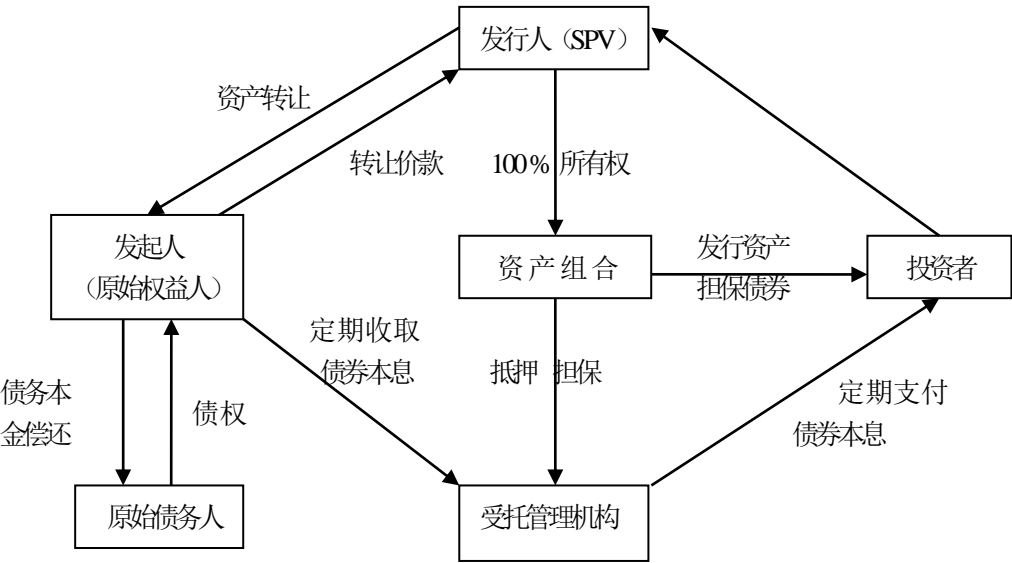 发行人（SPV）
资产转让
转让价款
100% 所有权
发起人
（原始权益人）
资产组合
发行资产
担保债券
投资者
定期收取
债券本息
抵押 担保
债务本
金偿还
债权
定期支付
债券本息
原始债务人
受托管理机构